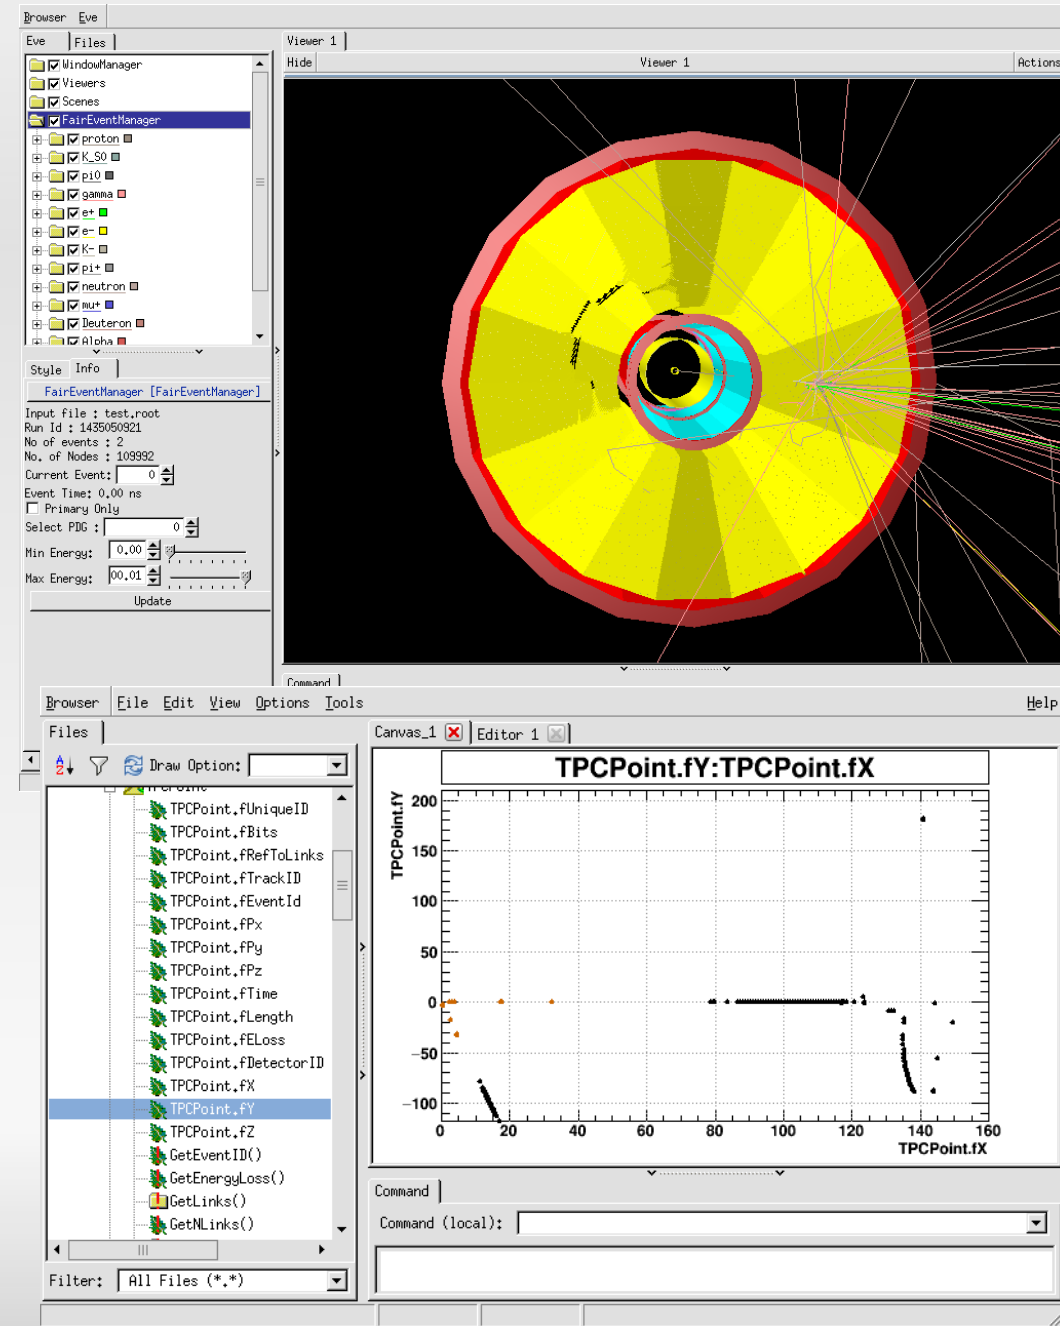 Browser Eve
Eve Files
Viewer 1
Hide Viewer 1 Actions
WindowManager
Viewers
Scenes
FairEventManager
proton
K_S0
pi0
gamma
e+
e-
K-
pi+
neutron
mu+
Deuteron
Alpha
Style Info
FairEventManager [FairEventManager]
Input file : test.root
Run Id : 1435050921
No of events : 2
No. of Nodes : 109992
Current Event: 0
Event Time: 0.00 ns
Primary Only
Select PDG : 0
Min Energy: 0.00
Max Energy: 00.01
Update
Command
Browser File Edit View Options Tools Help
Files
Draw Option:
Canvas_1 Editor 1
TPCPoint
TPCPoint.fUniqueID
TPCPoint.fBits
TPCPoint.fRefToLinks
TPCPoint.fTrackID
TPCPoint.fEventId
TPCPoint.fPx
TPCPoint.fPy
TPCPoint.fPz
TPCPoint.fTime
TPCPoint.fLength
TPCPoint.fELoss
TPCPoint.fDetectorID
TPCPoint.fX
TPCPoint.fY
TPCPoint.fZ
GetEventID()
GetEnergyLoss()
GetLinks()
GetNLinks()
Filter: All Files (*.*)
TPCPoint.fY:TPCPoint.fX
TPCPoint.fY
200
150
100
50
0
−50
−100
0 20 40 60 80 100 120 140 160
TPCPoint.fX
Command
Command (local):